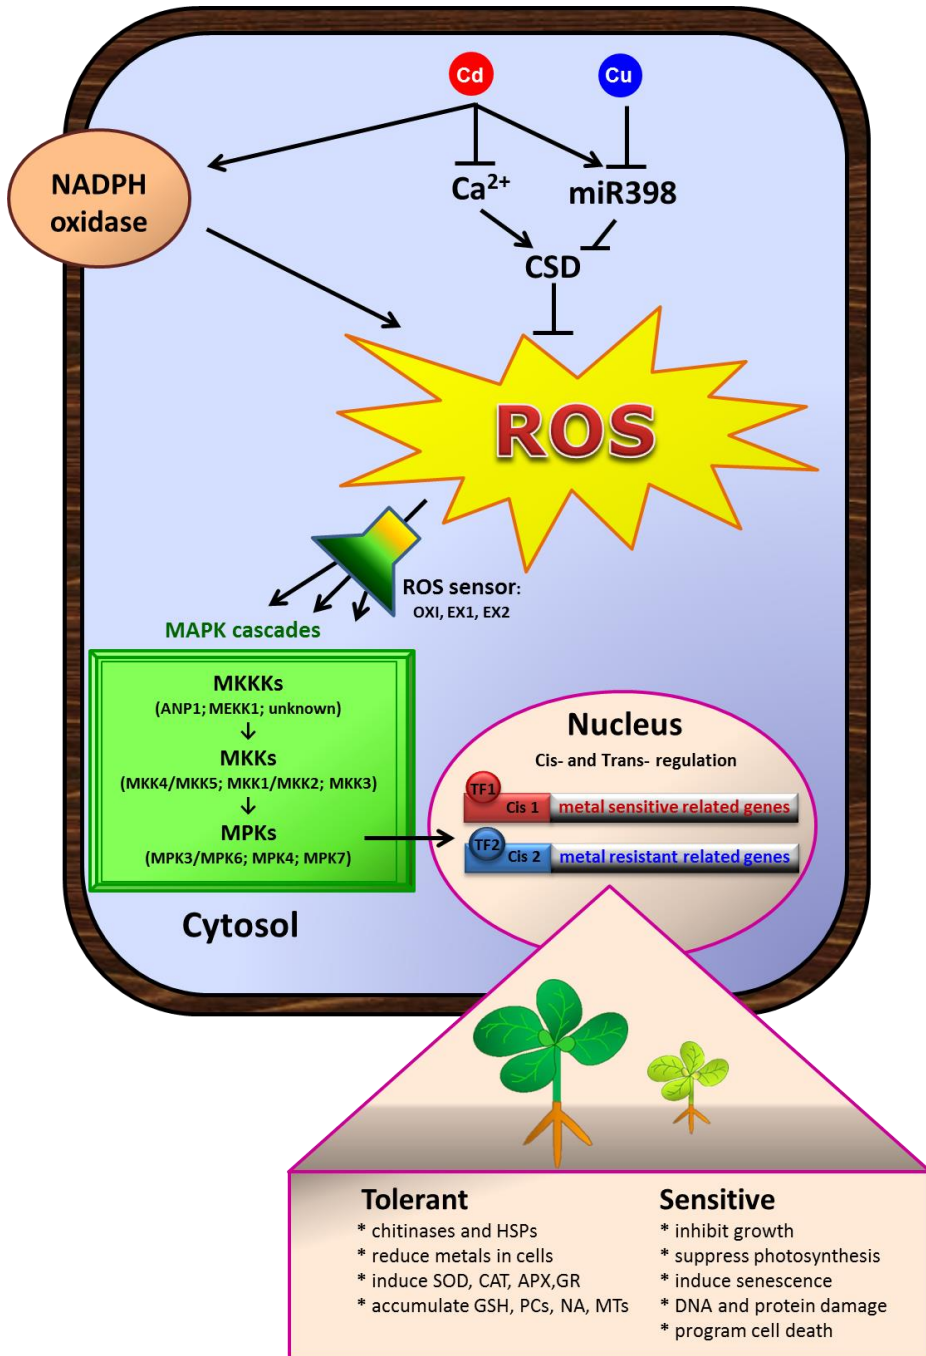 Cd
Cu
NADPH
oxidase
Ca²⁺
miR398
CSD
ROS
ROS sensor:
OXI, EX1, EX2
MAPK cascades
MKKKs
(ANP1; MEKK1; unknown)
MKKs
(MKK4/MKK5; MKK1/MKK2; MKK3)
MPKs
(MPK3/MPK6; MPK4; MPK7)
Cytosol
Nucleus
Cis- and Trans- regulation
TF1
Cis 1
metal sensitive related genes
TF2
Cis 2
metal resistant related genes
Tolerant
* chitinases and HSPs
* reduce metals in cells
* induce SOD, CAT, APX,GR
* accumulate GSH, PCs, NA, MTs
Sensitive
* inhibit growth
* suppress photosynthesis
* induce senescence
* DNA and protein damage
* program cell death